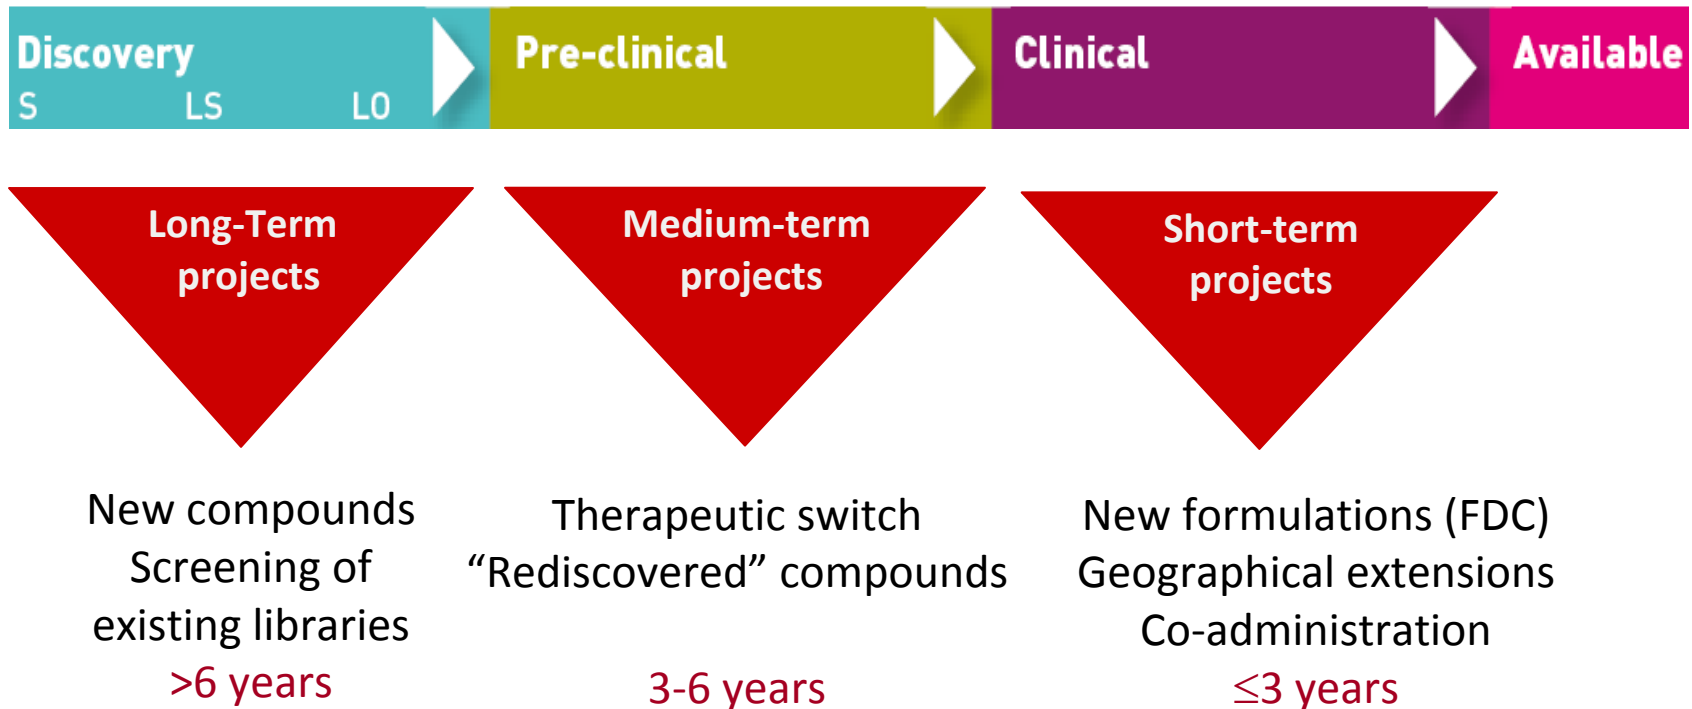 Discovery
S LS LO
Pre-clinical
Clinical
Available
Long-Term
projects
Medium-term
projects
Short-term
projects
New compounds
Screening of
existing libraries
>6 years
Therapeutic switch
“Rediscovered” compounds
3-6 years
New formulations (FDC)
Geographical extensions
Co-administration
≤3 years